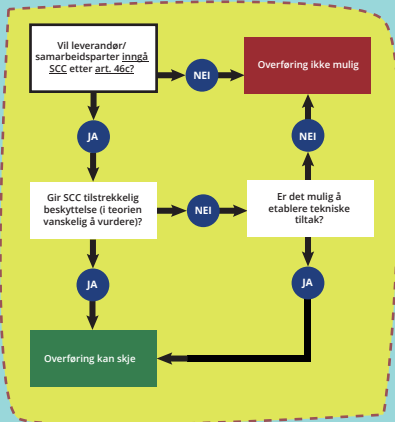 Vil leverandør/
samarbeidsparter inngå
SCC etter art. 46c?
NEI
Overføring ikke mulig
JA
NEI
Gir SCC tilstrekkelig
beskyttelse (i teorien
vanskelig å vurdere)?
NEI
Er det mulig å
etablere tekniske
tiltak?
JA
JA
Overføring kan skje